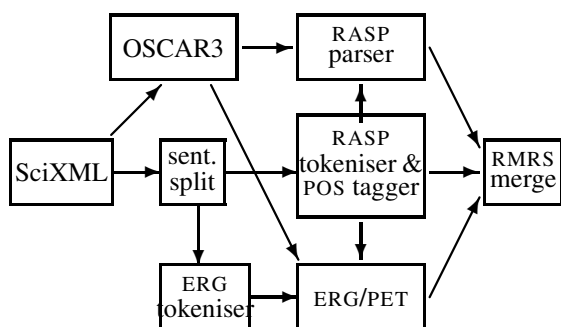 OSCAR3
RASP
parser
SciXML
sent.
split
RASP
tokeniser &
POS tagger
RMRS
merge
ERG
tokeniser
ERG/PET